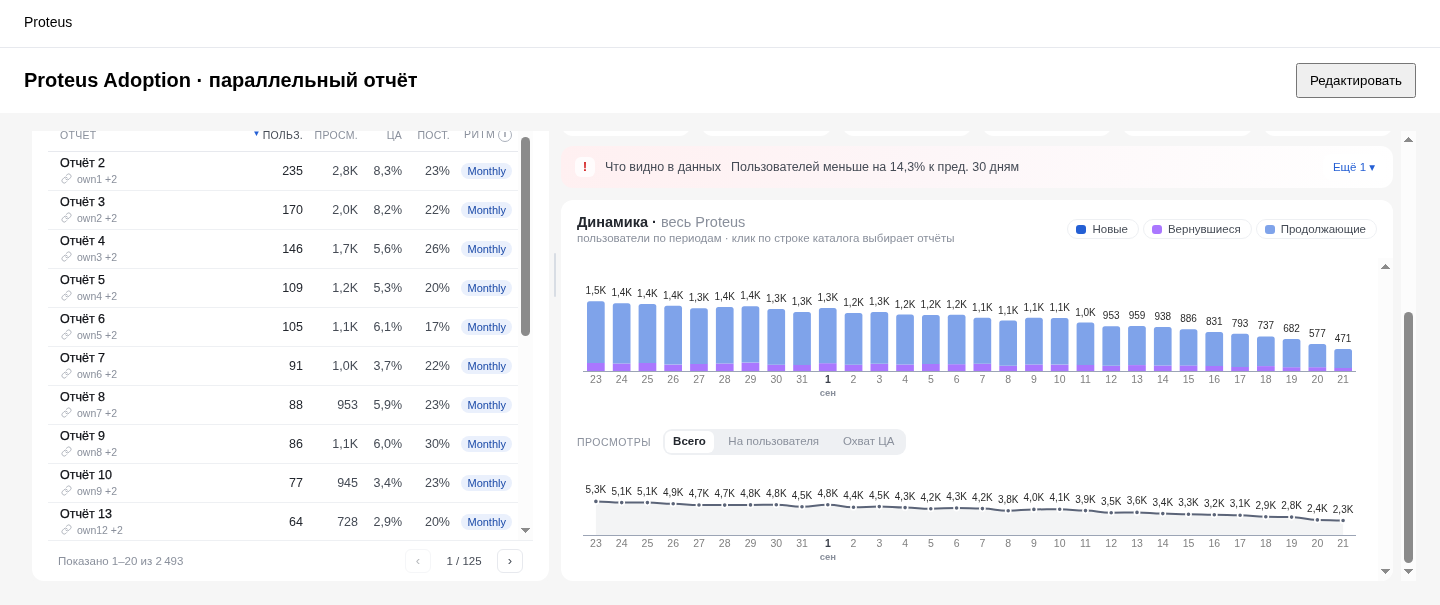 Proteus
Proteus Adoption · параллельный отчёт
Редактировать
ОТЧЁТ ▼ ПОЛЬЗ. ПРОСМ. ЦА ПОСТ. РИТМ i
Отчёт 2 235 2,8K 8,3% 23% Monthly
own1 +2
Отчёт 3 170 2,0K 8,2% 22% Monthly
own2 +2
Отчёт 4 146 1,7K 5,6% 26% Monthly
own3 +2
Отчёт 5 109 1,2K 5,3% 20% Monthly
own4 +2
Отчёт 6 105 1,1K 6,1% 17% Monthly
own5 +2
Отчёт 7 91 1,0K 3,7% 22% Monthly
own6 +2
Отчёт 8 88 953 5,9% 23% Monthly
own7 +2
Отчёт 9 86 1,1K 6,0% 30% Monthly
own8 +2
Отчёт 10 77 945 3,4% 23% Monthly
own9 +2
Отчёт 13 64 728 2,9% 20% Monthly
own12 +2
Показано 1–20 из 2 493 ‹ 1 / 125 ›
! Что видно в данных Пользователей меньше на 14,3% к пред. 30 дням Ещё 1 ▾
Динамика · весь Proteus
пользователи по периодам · клик по строке каталога выбирает отчёты
Новые Вернувшиеся Продолжающие
1,5K 1,4K 1,4K 1,4K 1,3K 1,4K 1,4K 1,3K 1,3K 1,3K 1,2K 1,3K 1,2K 1,2K 1,2K 1,1K 1,1K 1,1K 1,1K 1,0K 953 959 938 886 831 793 737 682 577 471
23 24 25 26 27 28 29 30 31 1 2 3 4 5 6 7 8 9 10 11 12 13 14 15 16 17 18 19 20 21
сен
ПРОСМОТРЫ Всего На пользователя Охват ЦА
5,3K 5,1K 5,1K 4,9K 4,7K 4,7K 4,8K 4,8K 4,5K 4,8K 4,4K 4,5K 4,3K 4,2K 4,3K 4,2K 3,8K 4,0K 4,1K 3,9K 3,5K 3,6K 3,4K 3,3K 3,2K 3,1K 2,9K 2,8K 2,4K 2,3K
23 24 25 26 27 28 29 30 31 1 2 3 4 5 6 7 8 9 10 11 12 13 14 15 16 17 18 19 20 21
сен